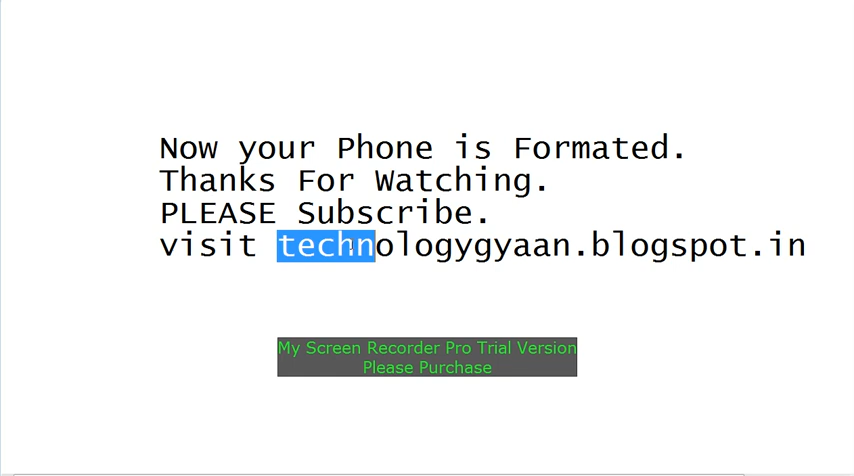 Now your Phone is Formated.
Thanks For Watching.
PLEASE Subscribe.
visit technologygyaan.blogspot.in
My Screen Recorder Pro Trial Version
Please Purchase